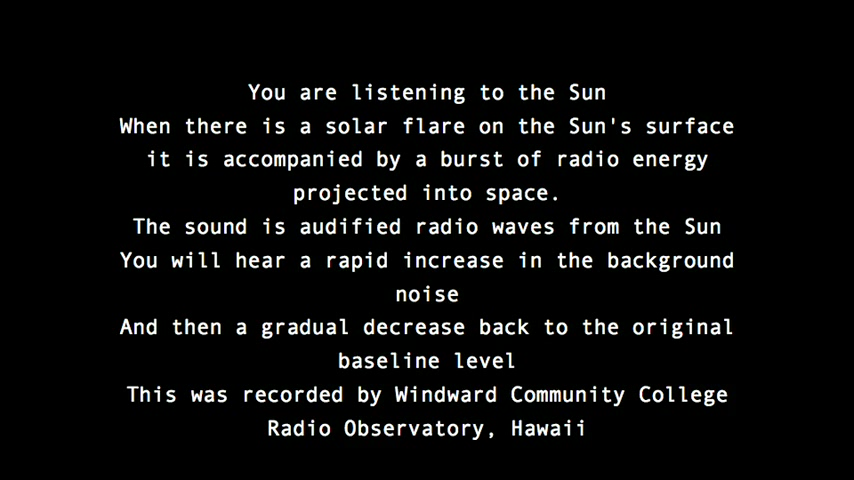 You are listening to the Sun
When there is a solar flare on the Sun's surface
it is accompanied by a burst of radio energy
projected into space.
The sound is audified radio waves from the Sun
You will hear a rapid increase in the background
noise
And then a gradual decrease back to the original
baseline level
This was recorded by Windward Community College
Radio Observatory, Hawaii